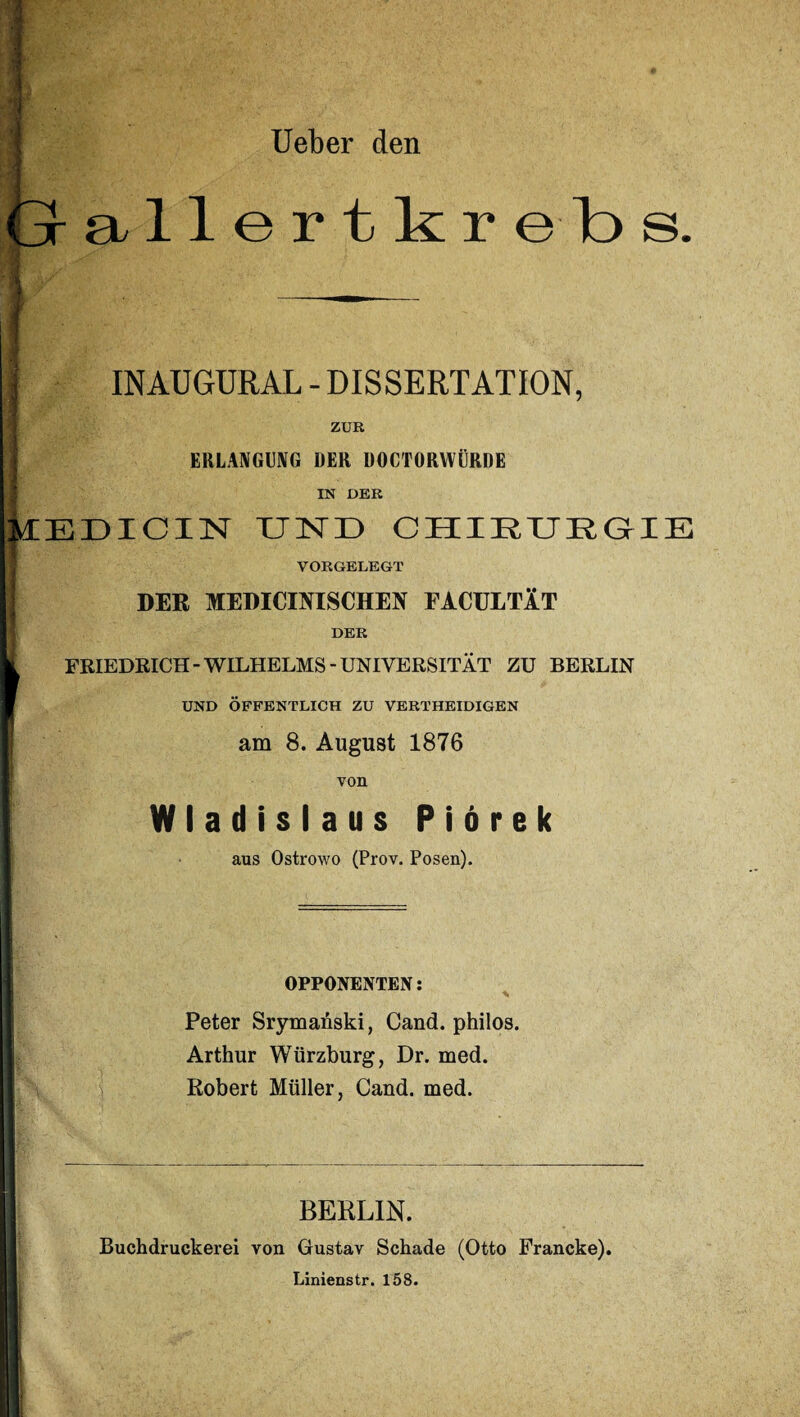 Ueber den
Gallertkrebs.
INAUGURAL-DISSERTATION,
ZUR
ERLANGUNG DER DOCTORWÜRDE
IN DER
MEDICIN UND CHIRURGIE
VORGELEGT
DER MEDICINISCHEN FACULTÄT
DER
FRIEDRICH-WILHELMS-UNIVERSITÄT ZU BERLIN
UND ÖFFENTLICH ZU VERTHEIDIGEN
am 8. August 1876
von
Wladislaus Piórek
aus Ostrowo (Prov. Posen).
OPPONENTEN:
Peter Srymański, Cand. philos.
Arthur Würzburg, Dr. med.
Robert Müller, Cand. med.
BERLIN.
Buchdruckerei von Gustav Schade (Otto Francke).
Linienstr. 158.